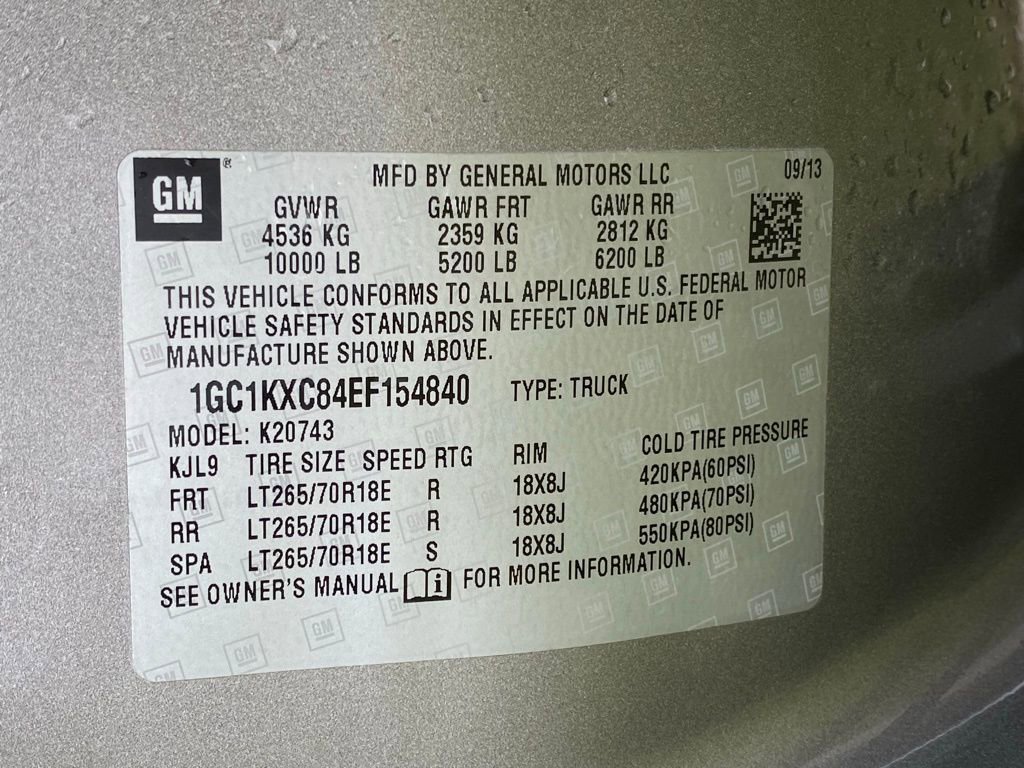 GM ® MFD BY GENERAL MOTORS LLC 09/13
GVWR GAWR FRT GAWR RR
4536 KG 2359 KG 2812 KG
10000 LB 5200 LB 6200 LB
THIS VEHICLE CONFORMS TO ALL APPLICABLE U.S. FEDERAL MOTOR
VEHICLE SAFETY STANDARDS IN EFFECT ON THE DATE OF
MANUFACTURE SHOWN ABOVE.
1GC1KXC84EF154840 TYPE: TRUCK
MODEL: K20743
KJL9 TIRE SIZE SPEED RTG RIM COLD TIRE PRESSURE
FRT LT265/70R18E R 18X8J 420KPA(60PSI)
RR LT265/70R18E R 18X8J 480KPA(70PSI)
SPA LT265/70R18E S 18X8J 550KPA(80PSI)
SEE OWNER'S MANUAL i FOR MORE INFORMATION.